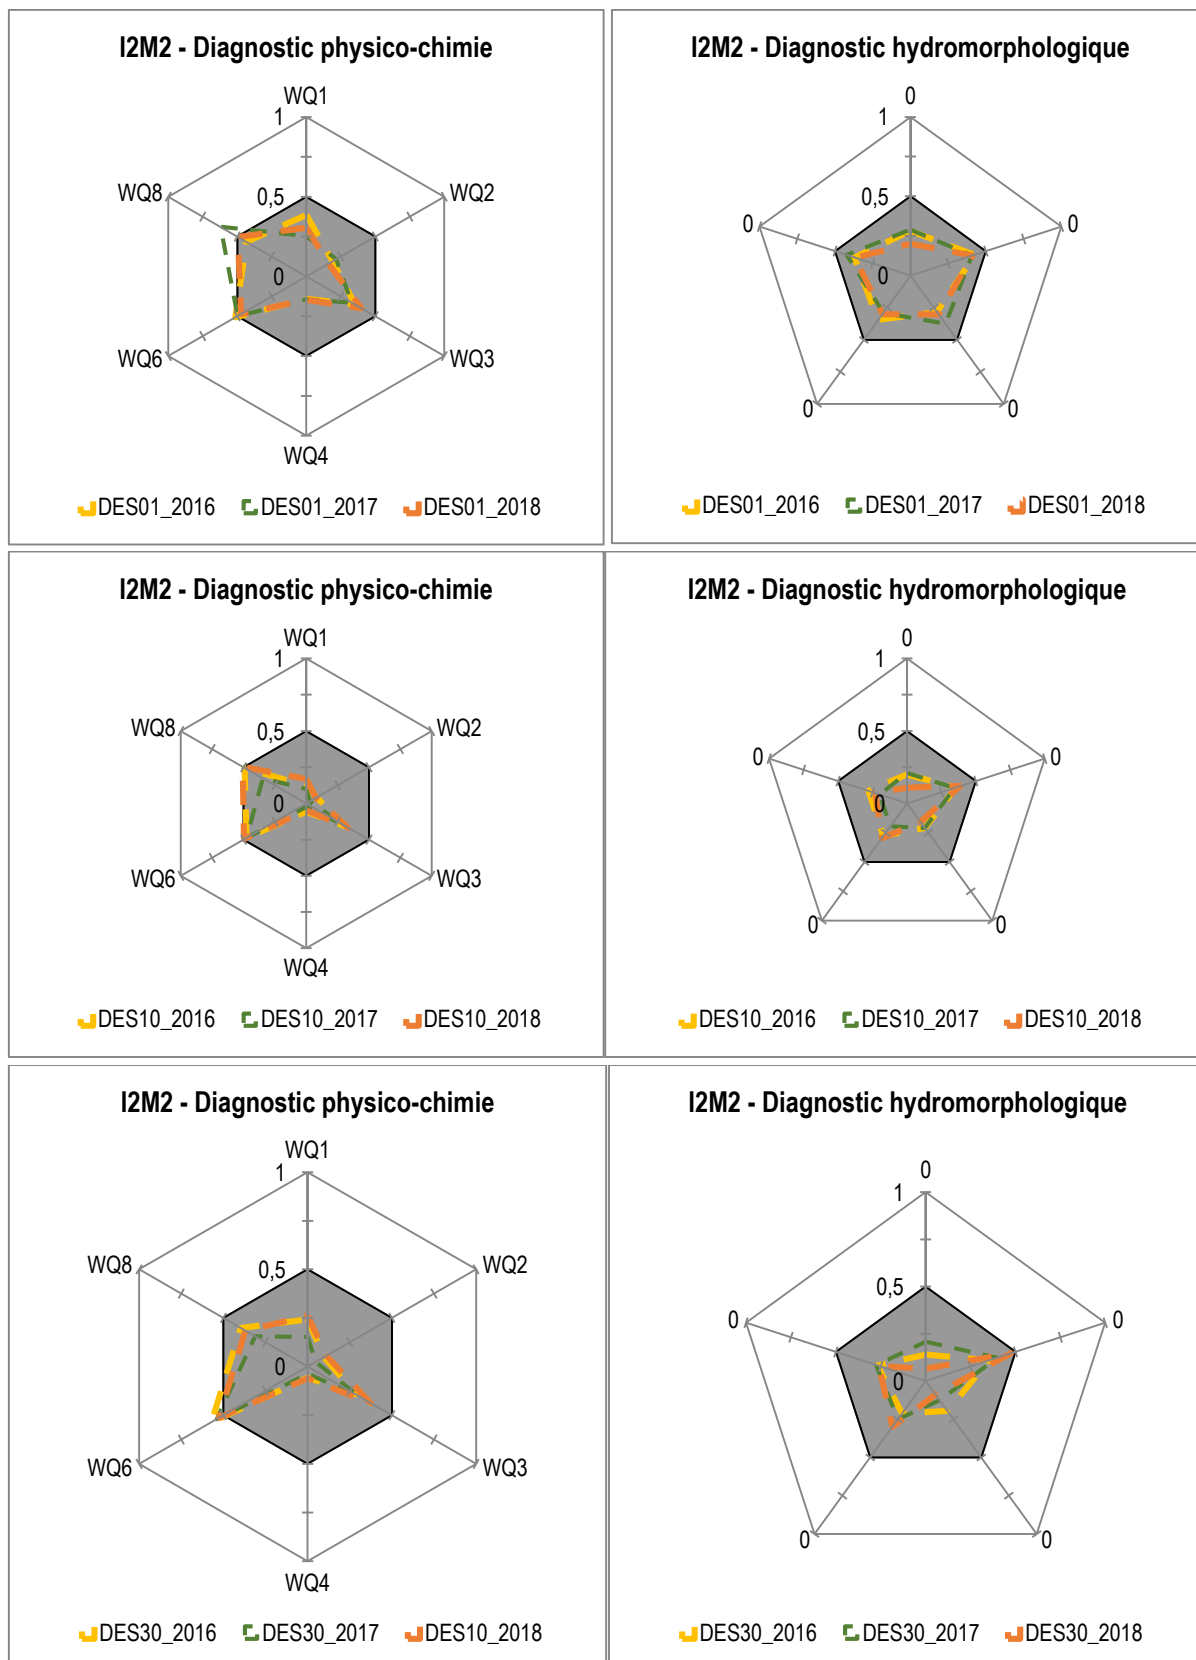 I2M2 - Diagnostic physico-chimie
WQ1
1
WQ8
0,5
WQ2
0
WQ6
WQ3
WQ4
DES01_2016 DES01_2017 DES01_2018
I2M2 - Diagnostic hydromorphologique
0
1
0
0,5
0
0
0
0
DES01_2016 DES01_2017 DES01_2018
I2M2 - Diagnostic physico-chimie
WQ1
1
WQ8
0,5
WQ2
0
WQ6
WQ3
WQ4
DES10_2016 DES10_2017 DES10_2018
I2M2 - Diagnostic hydromorphologique
0
1
0
0,5
0
0
0
0
DES10_2016 DES10_2017 DES10_2018
I2M2 - Diagnostic physico-chimie
WQ1
1
WQ8
0,5
WQ2
0
WQ6
WQ3
WQ4
DES30_2016 DES30_2017 DES10_2018
I2M2 - Diagnostic hydromorphologique
0
1
0
0,5
0
0
0
0
DES30_2016 DES30_2017 DES30_2018